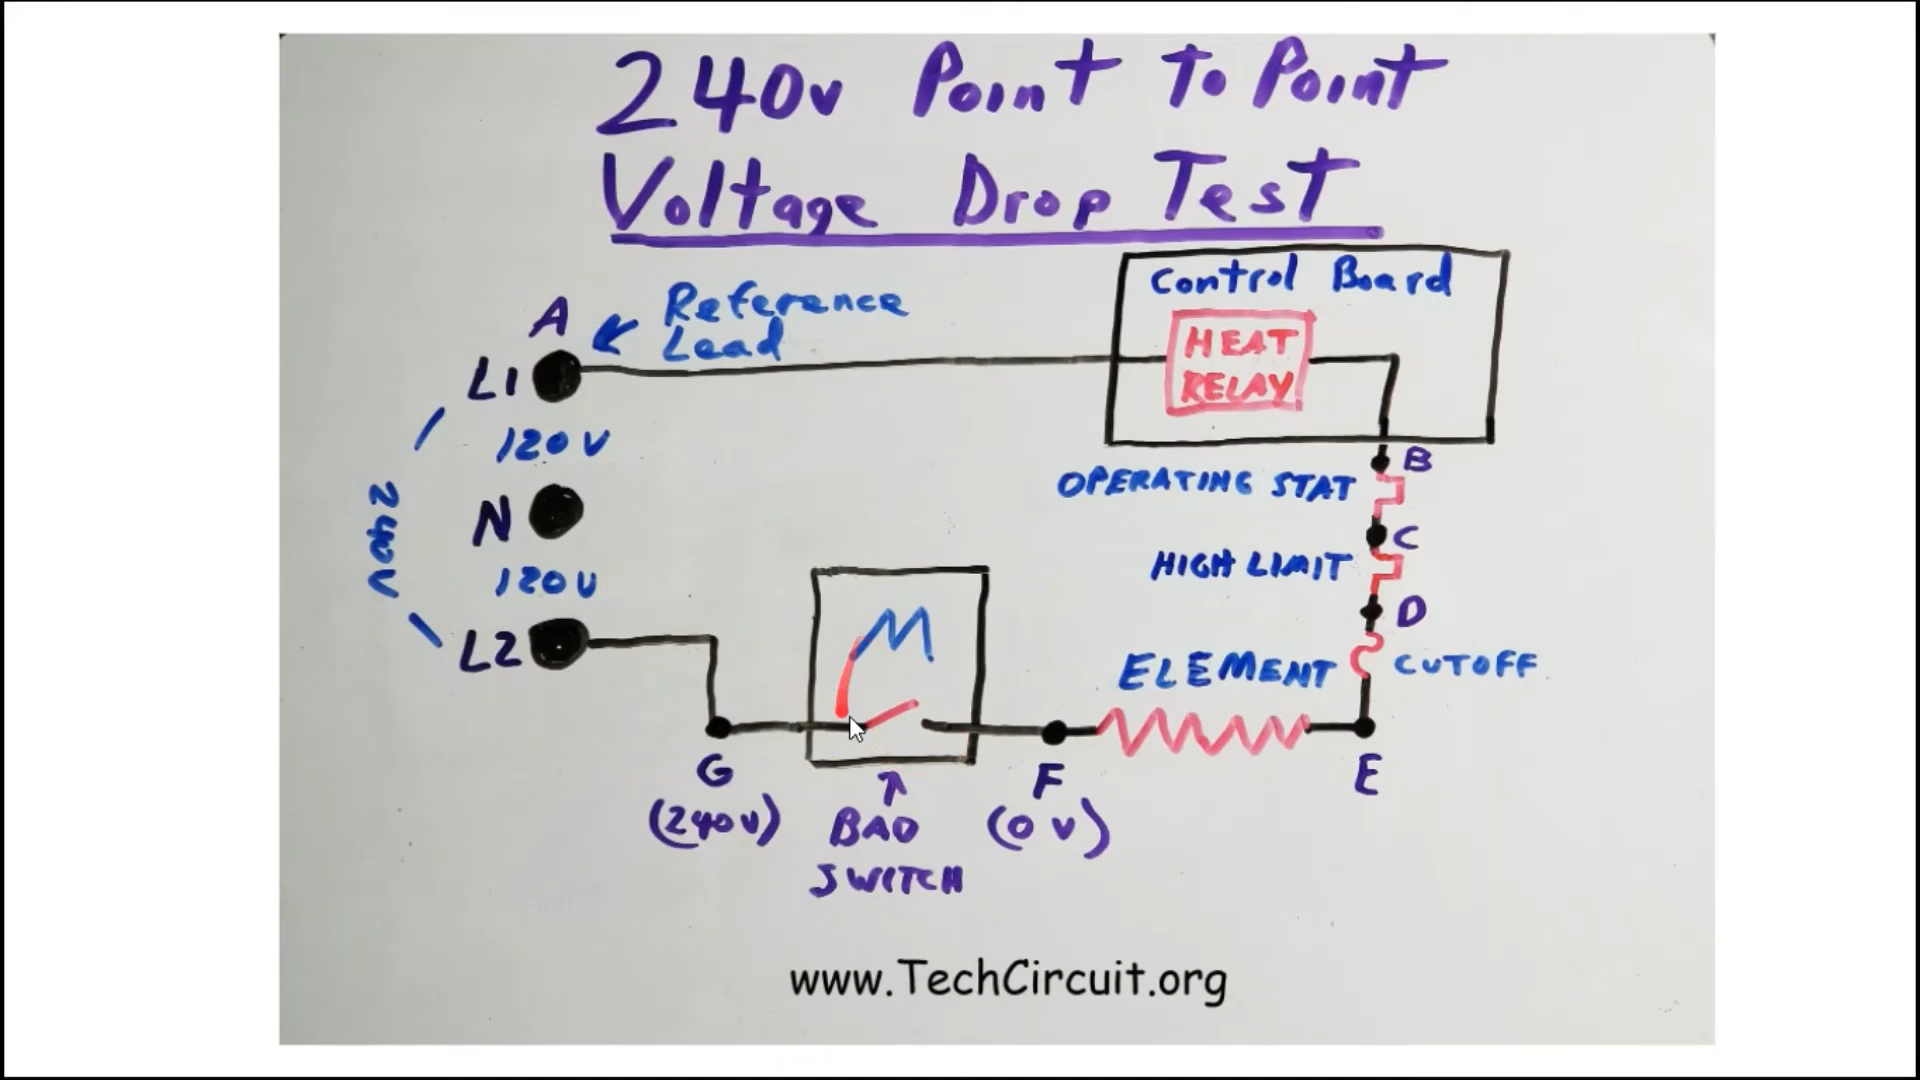 240v Point To Point
Voltage Drop Test
Control Board
Reference
Lead
A
L1
HEAT
RELAY
120V
B
OPERATING STAT
240V
N
C
HIGH LIMIT
120V
D
M
L2
ELEMENT
CUTOFF
G
F
E
(240V)
BAD
SWITCH
(0V)
www.TechCircuit.org